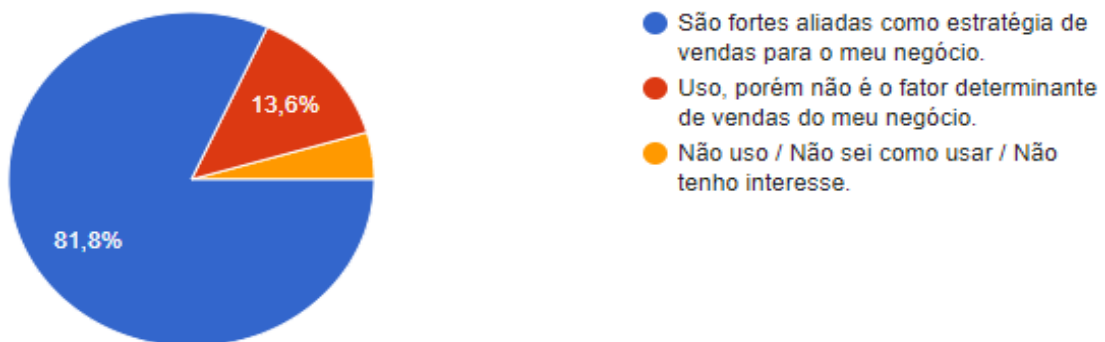 São fortes aliadas como estratégia de
vendas para o meu negócio.
Uso, porém não é o fator determinante
de vendas do meu negócio.
Não uso / Não sei como usar / Não
tenho interesse.
13,6%
81,8%